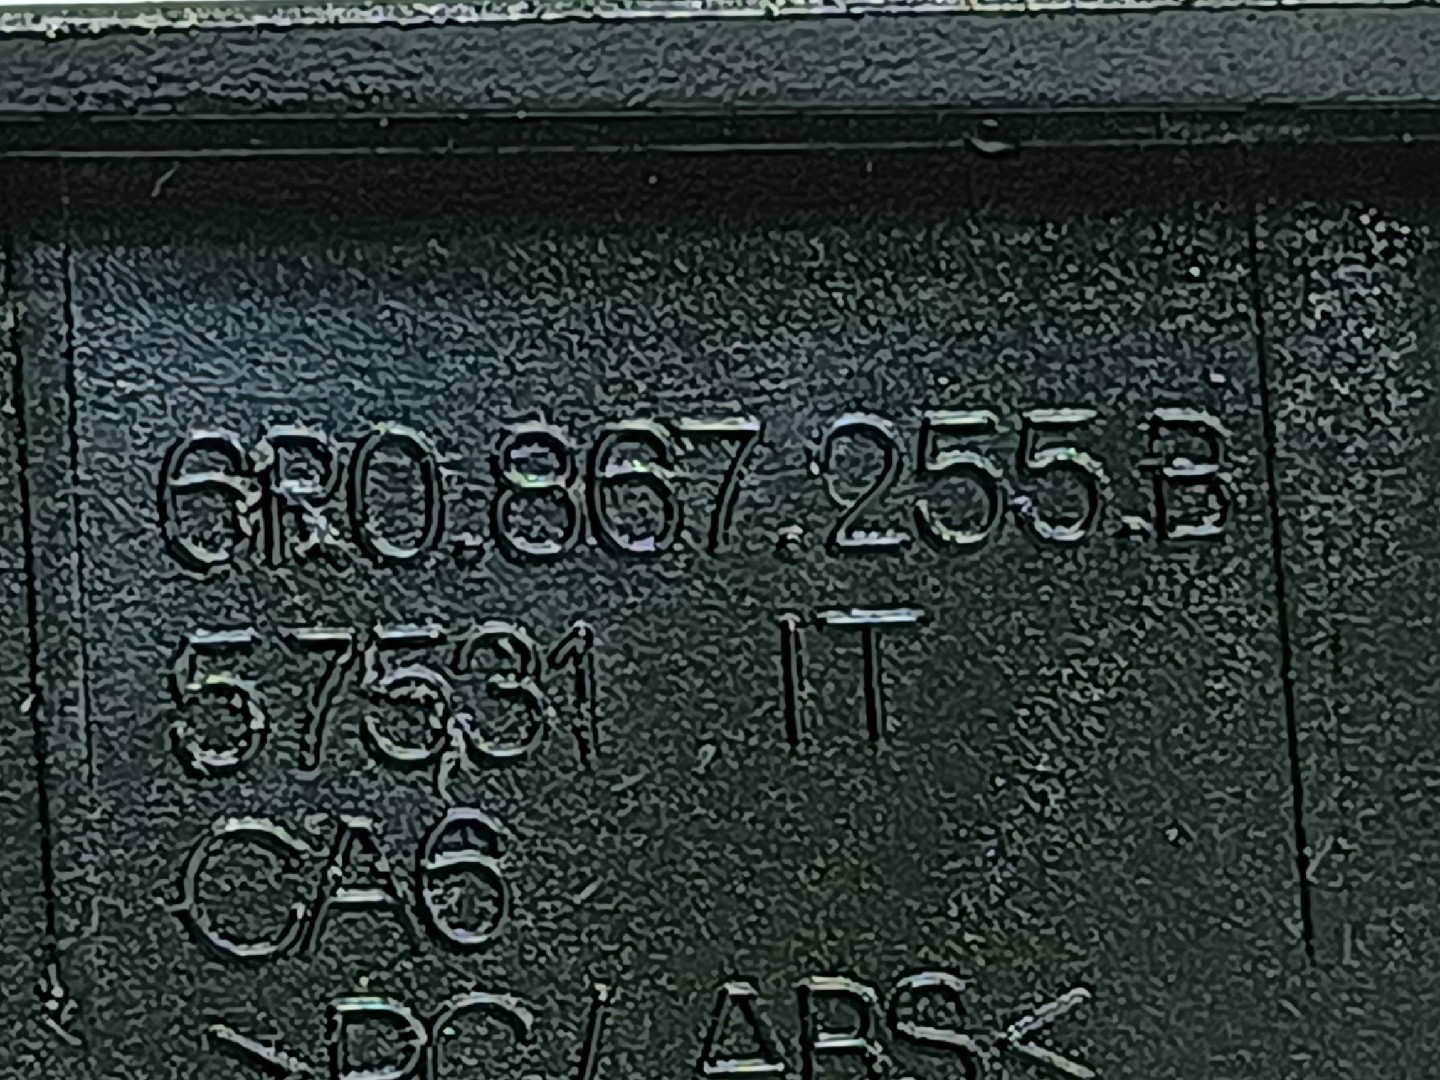 6R0.867.255.B
57531 IT
CA6
>PC/ABS<